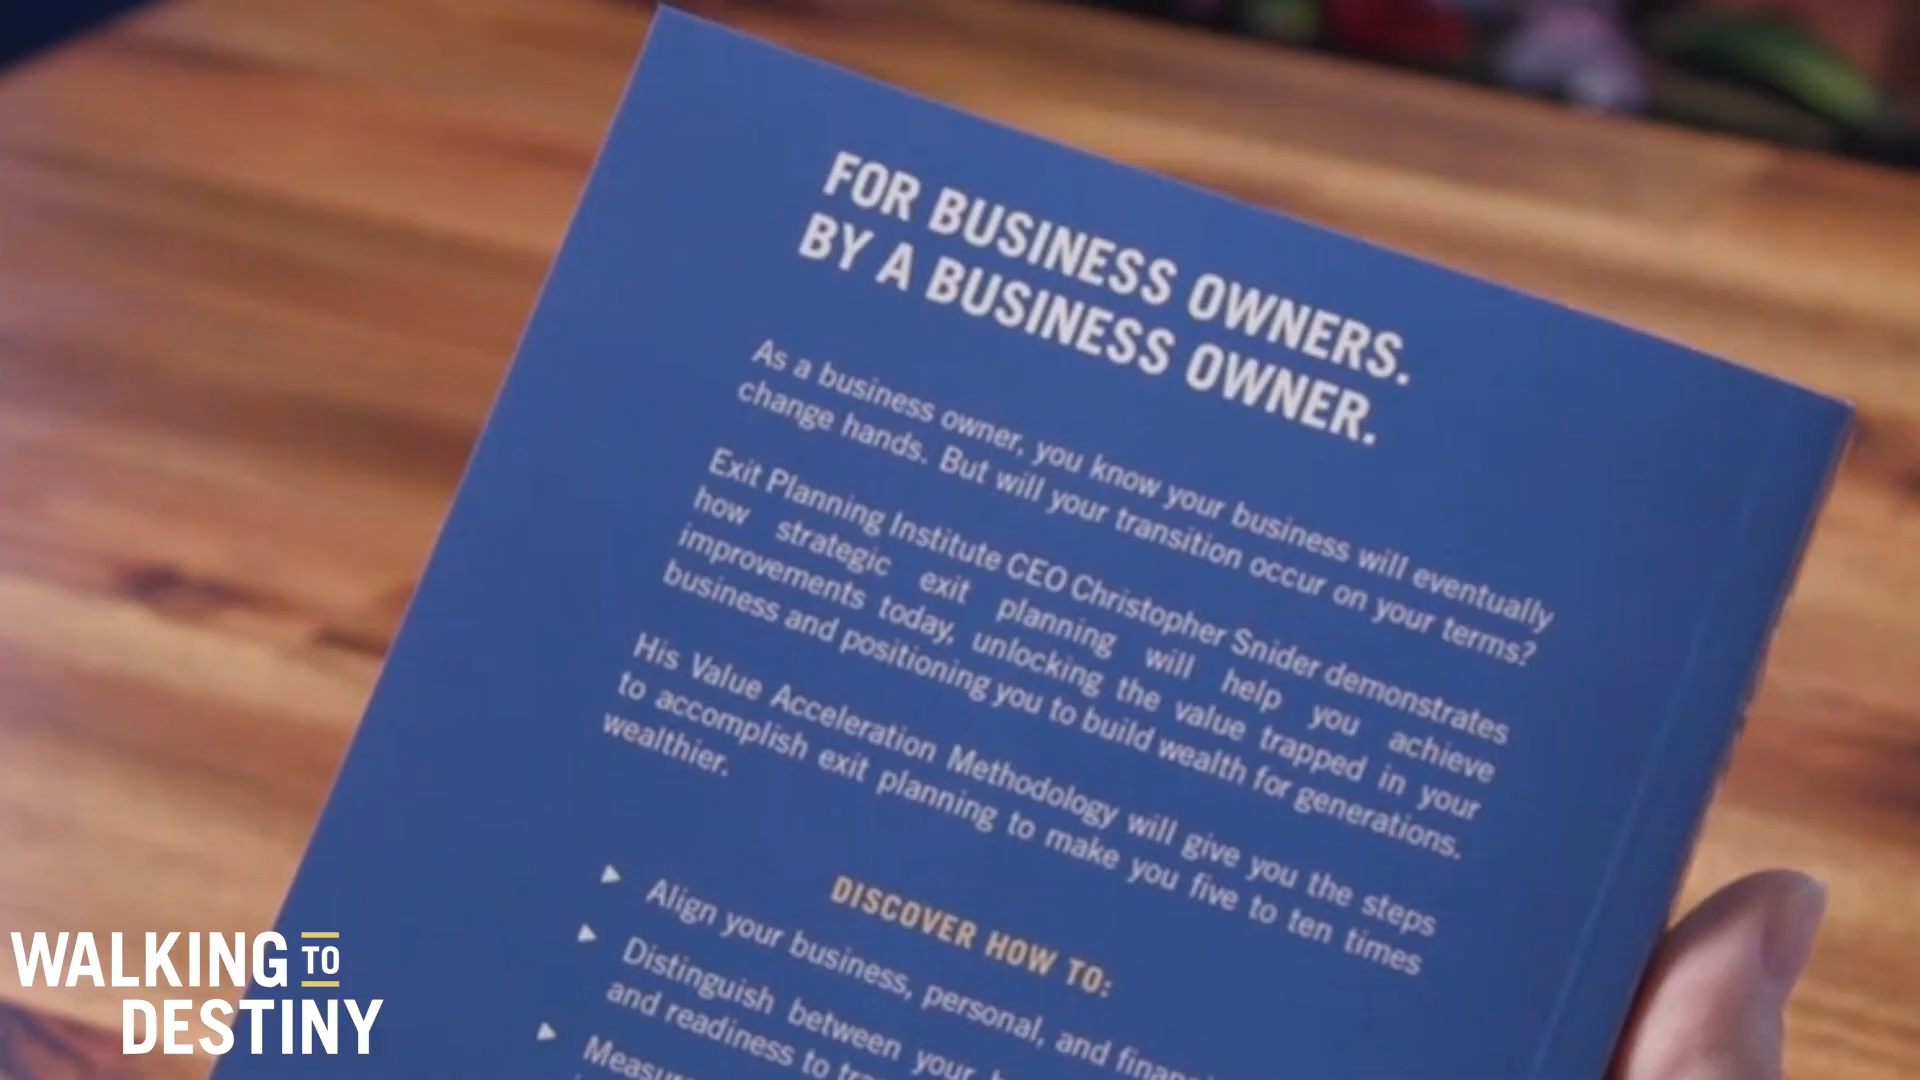 FOR BUSINESS OWNERS.
BY A BUSINESS OWNER.
As a business owner, you know your business will eventually
change hands. But will your transition occur on your terms?
Exit Planning Institute CEO Christopher Snider demonstrates
how strategic exit planning will help you achieve
improvements today, unlocking the value trapped in your
business and positioning you to build wealth for generations.
His Value Acceleration Methodology will give you the steps
to accomplish exit planning to make you five to ten times
wealthier.
DISCOVER HOW TO:
Align your business, personal, and
Distinguish between your
and readiness to
WALKING TO
DESTINY